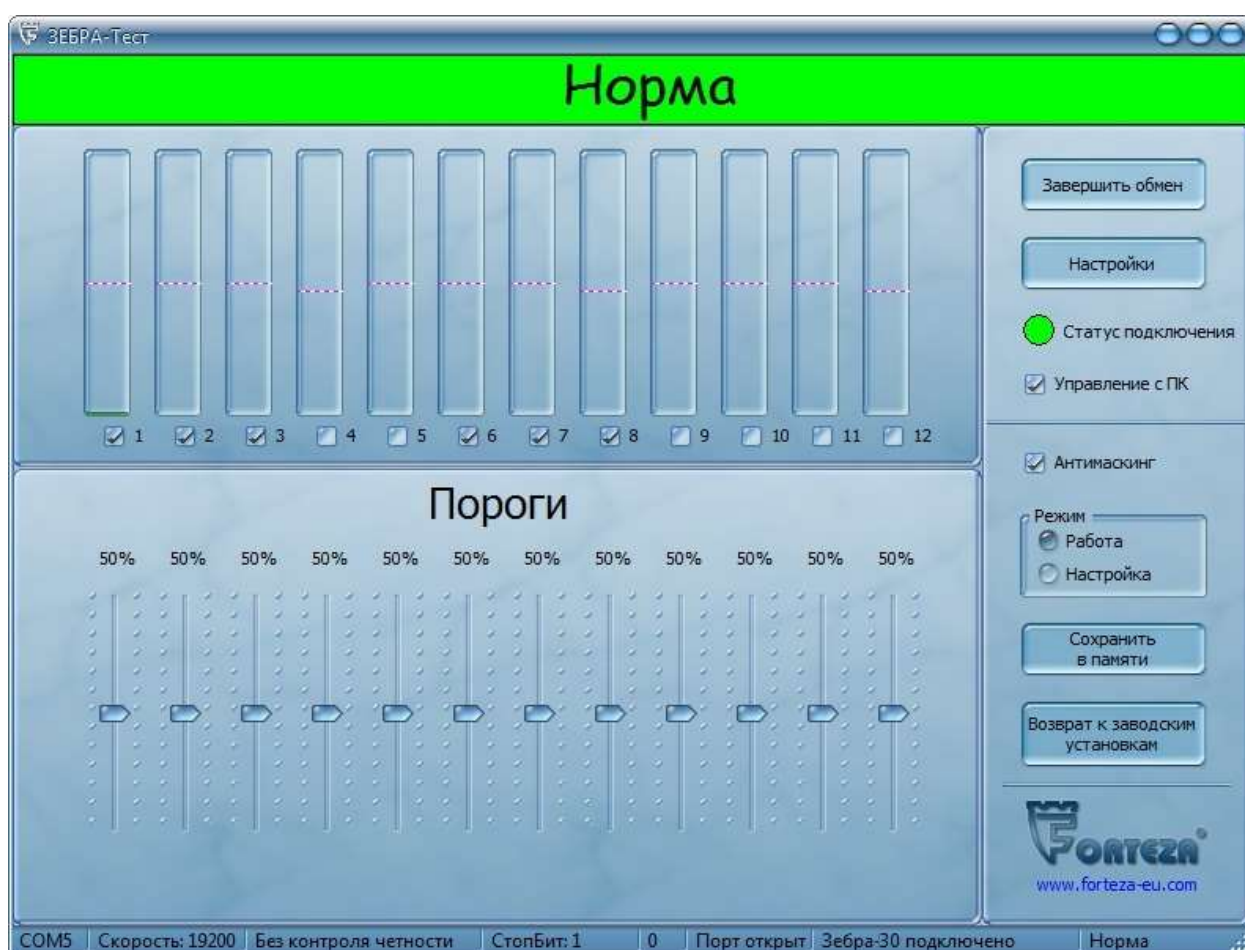 ЗЕБРА-Тест
Норма
1 2 3 4 5 6 7 8 9 10 11 12
Пороги
50% 50% 50% 50% 50% 50% 50% 50% 50% 50% 50% 50%
Завершить обмен
Настройки
Статус подключения
Управление с ПК
Антимаскинг
Режим
Работа
Настройка
Сохранить
в памяти
Возврат к заводским
установкам
FORTEZA
www.forteza-eu.com
COM5 Скорость: 19200 Без контроля четности СтопБит: 1 0 Порт открыт Зебра-30 подключено Норма